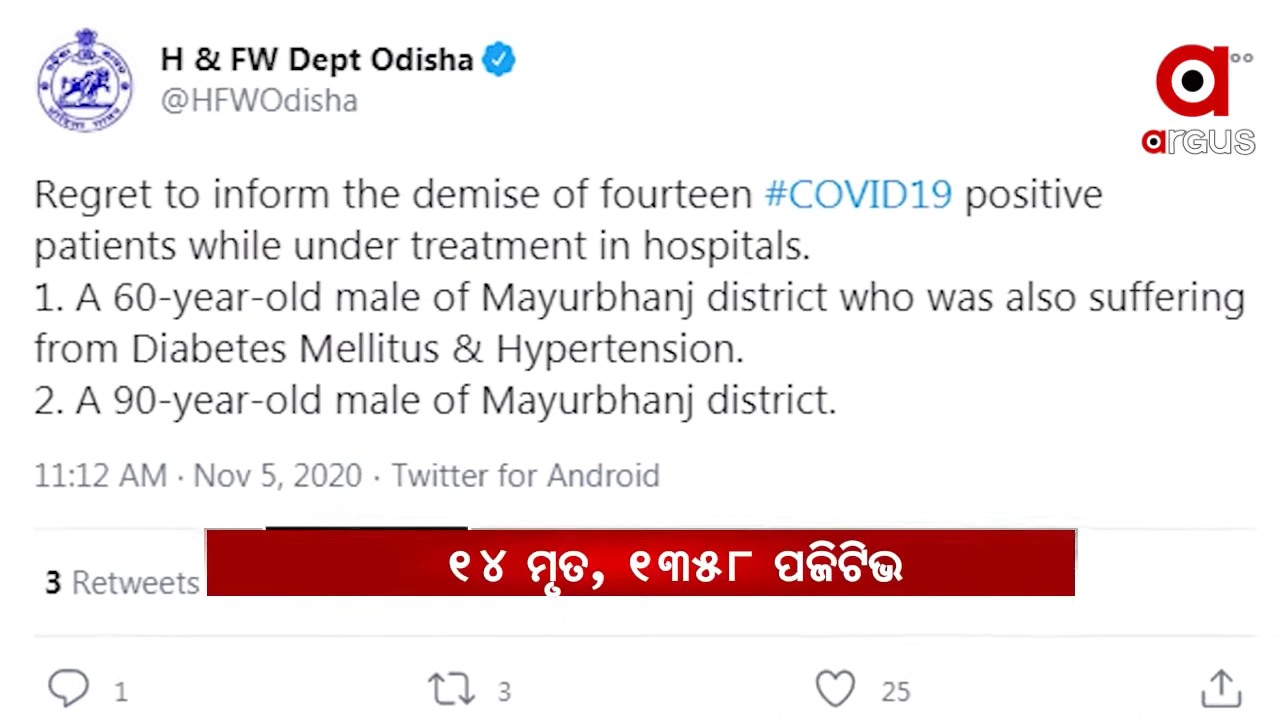 H & FW Dept Odisha
@HFWOdisha
argus
Regret to inform the demise of fourteen #COVID19 positive
patients while under treatment in hospitals.
1. A 60-year-old male of Mayurbhanj district who was also suffering
from Diabetes Mellitus & Hypertension.
2. A 90-year-old male of Mayurbhanj district.
11:12 AM · Nov 5, 2020 · Twitter for Android
3 Retweets
୧୪ ମୃତ, ୧୩୫୮ ପଜିଟିଭ
1 3 25